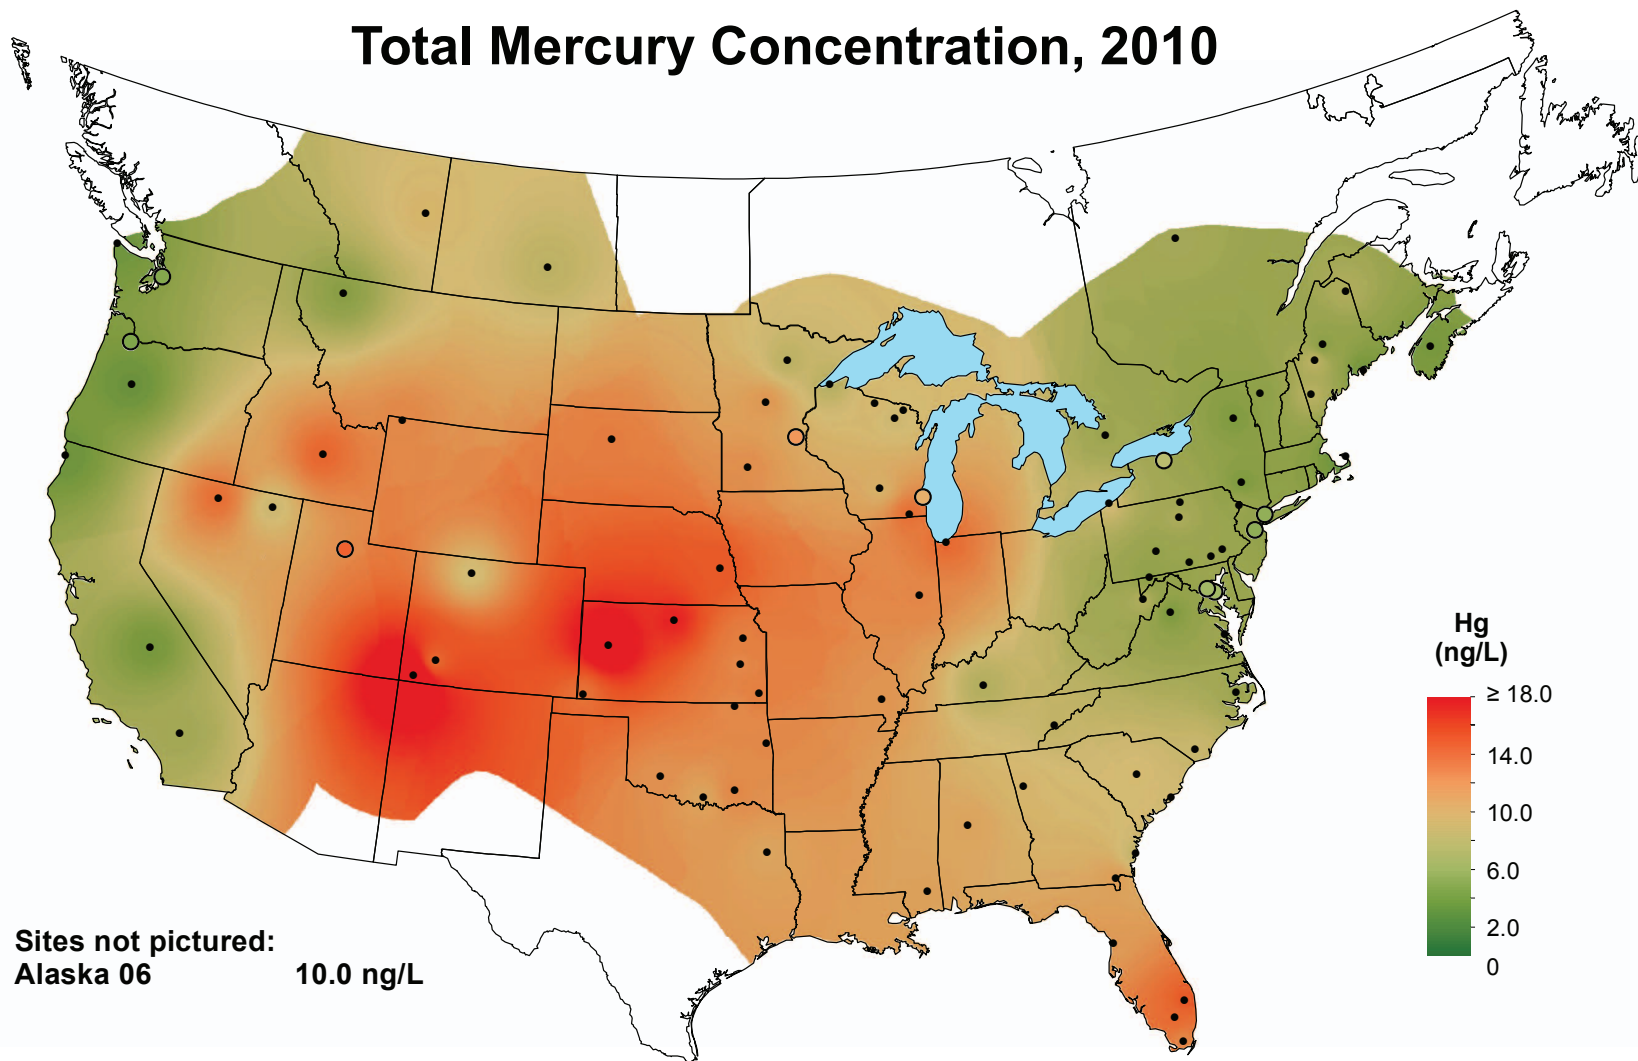 Total Mercury Concentration, 2010
Hg
(ng/L)
≥ 18.0
14.0
10.0
6.0
2.0
0
Sites not pictured:
Alaska 06 10.0 ng/L